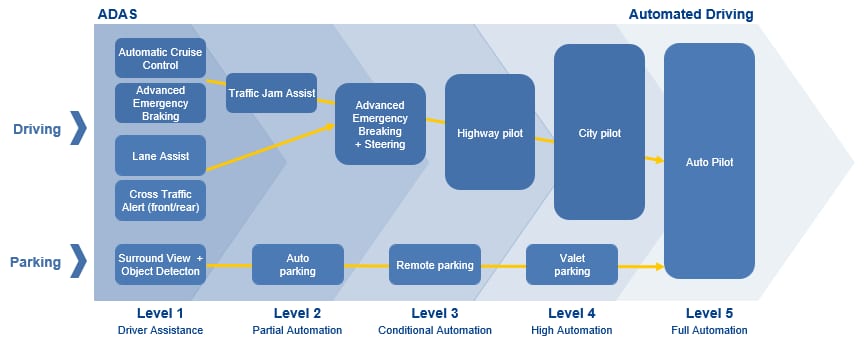 ADAS
Automated Driving
Driving
Automatic Cruise
Control
Advanced
Emergency
Braking
Lane Assist
Cross Traffic
Alert (front/rear)
Traffic Jam Assist
Advanced
Emergency
Breaking
+ Steering
Highway pilot
City pilot
Auto Pilot
Parking
Surround View +
Object Detecton
Auto
parking
Remote parking
Valet
parking
Level 1
Driver Assistance
Level 2
Partial Automation
Level 3
Conditional Automation
Level 4
High Automation
Level 5
Full Automation